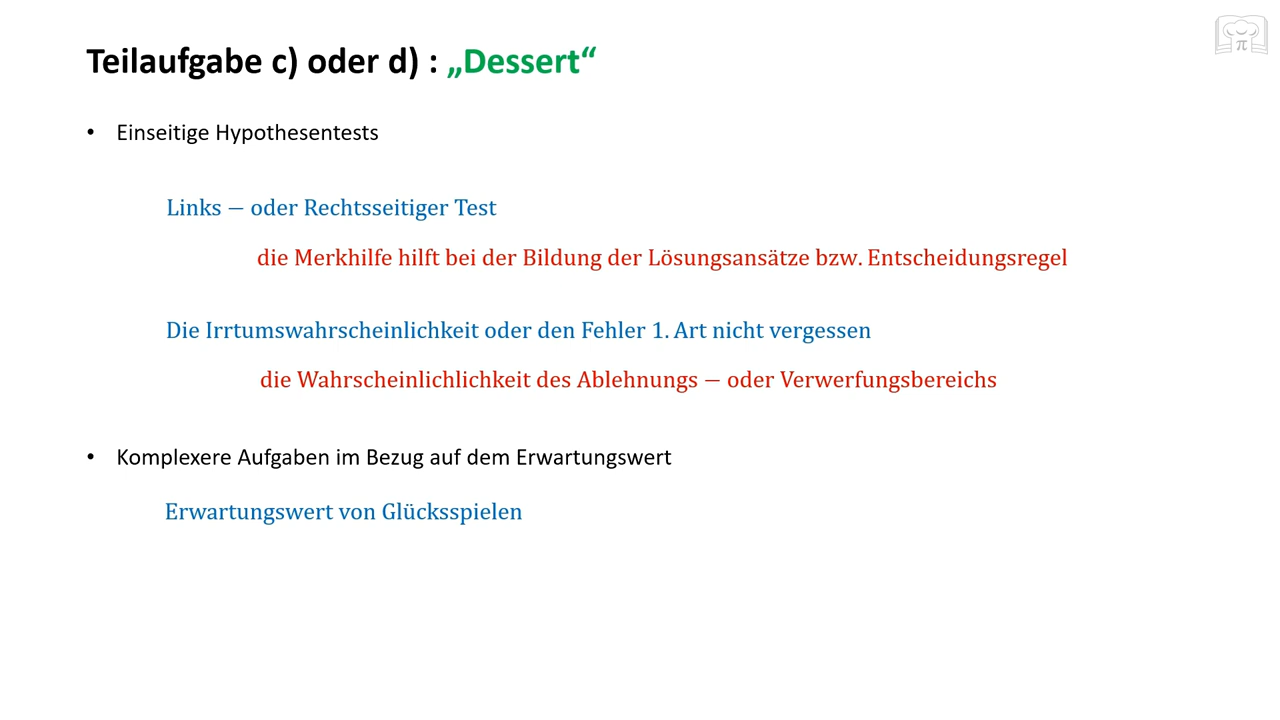 Teilaufgabe c) oder d) : „Dessert“
• Einseitige Hypothesentests
Links − oder Rechtsseitiger Test
die Merkhilfe hilft bei der Bildung der Lösungsansätze bzw. Entscheidungsregel
Die Irrtumswahrscheinlichkeit oder den Fehler 1. Art nicht vergessen
die Wahrscheinlichlichkeit des Ablehnungs − oder Verwerfungsbereichs
• Komplexere Aufgaben im Bezug auf dem Erwartungswert
Erwartungswert von Glücksspielen
π